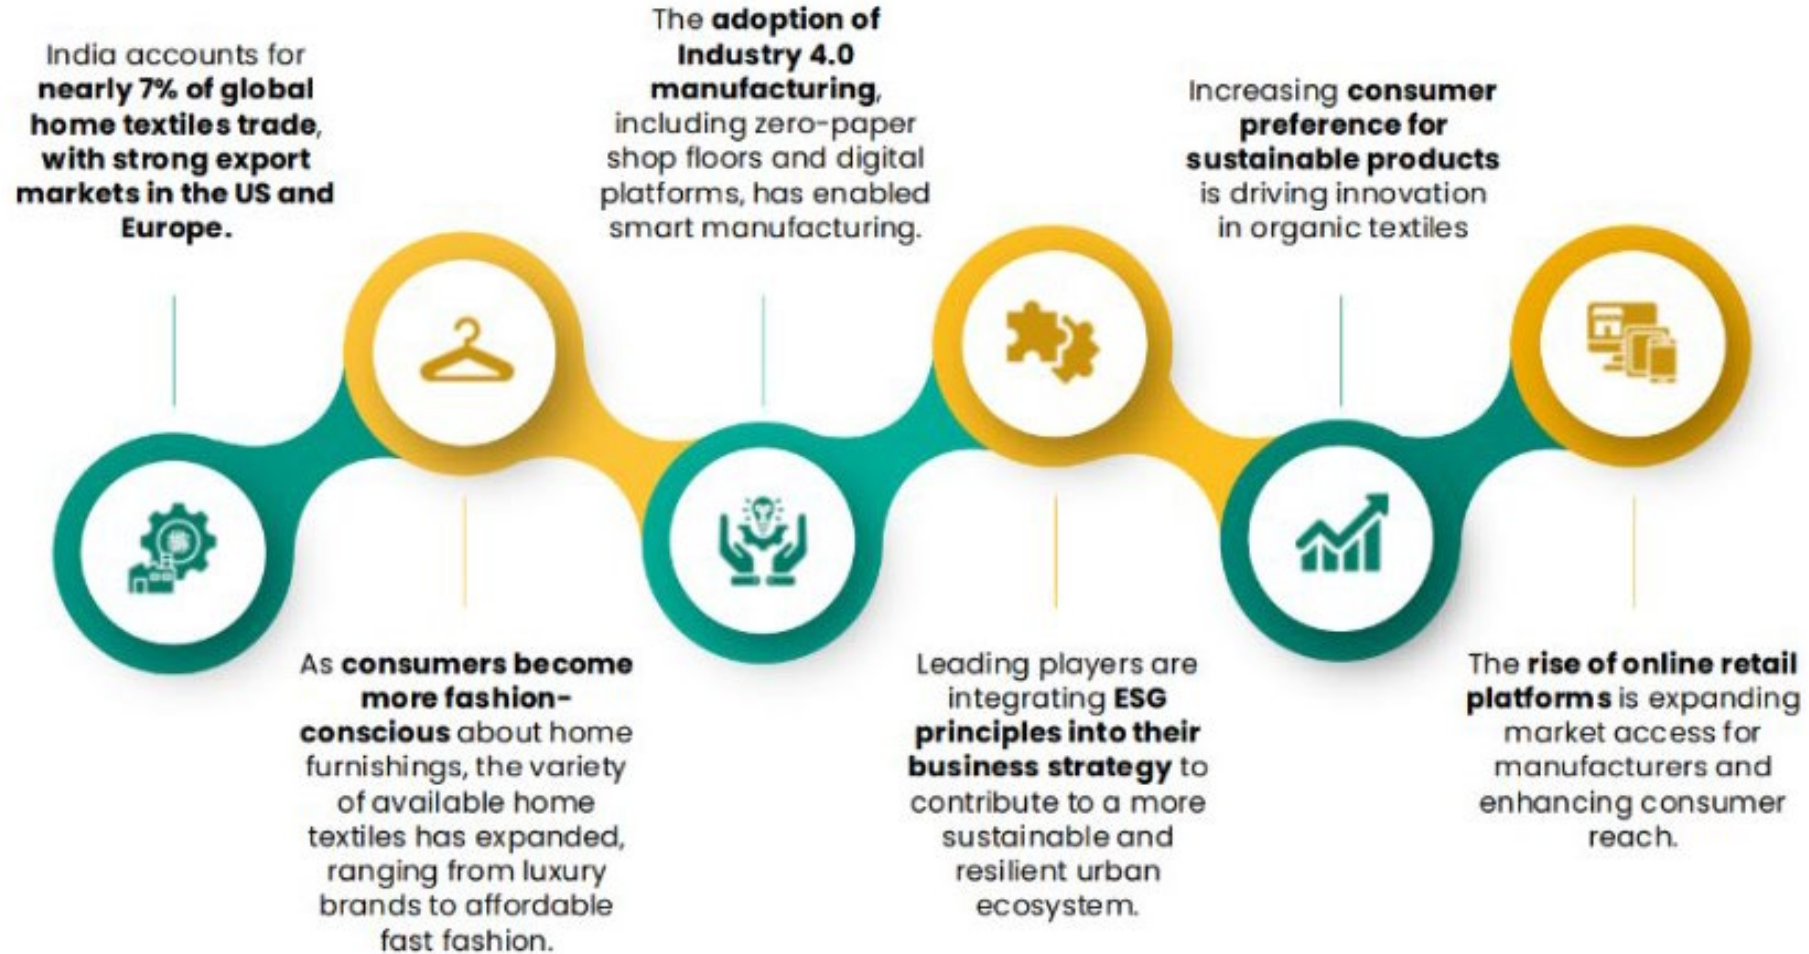 India accounts for
nearly 7% of global
home textiles trade,
with strong export
markets in the US and
Europe.
As consumers become
more fashion-
conscious about home
furnishings, the variety
of available home
textiles has expanded,
ranging from luxury
brands to affordable
fast fashion.
The adoption of
Industry 4.0
manufacturing,
including zero-paper
shop floors and digital
platforms, has enabled
smart manufacturing.
Leading players are
integrating ESG
principles into their
business strategy to
contribute to a more
sustainable and
resilient urban
ecosystem.
Increasing consumer
preference for
sustainable products
is driving innovation
in organic textiles
The rise of online retail
platforms is expanding
market access for
manufacturers and
enhancing consumer
reach.